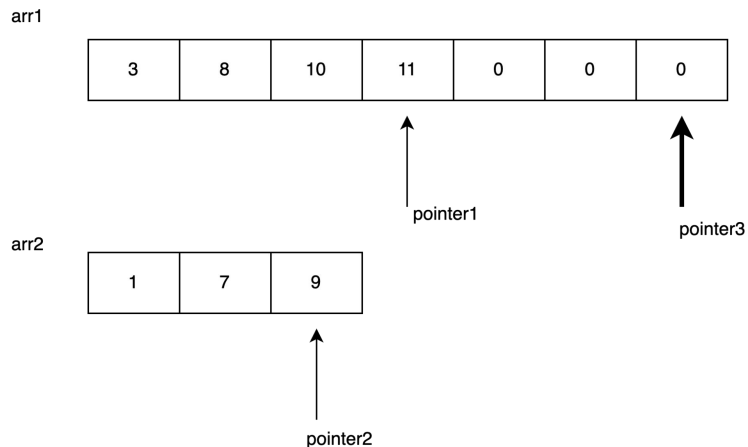 arr1
3 8 10 11 0 0 0
pointer1
pointer3
arr2
1 7 9
pointer2